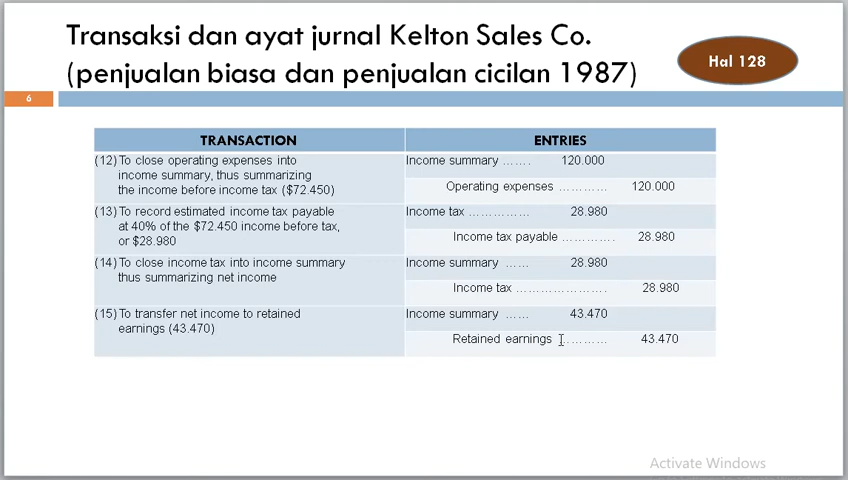 Transaksi dan ayat jurnal Kelton Sales Co.
(penjualan biasa dan penjualan cicilan 1987)
Hal 128
6
TRANSACTION
ENTRIES
(12) To close operating expenses into
income summary, thus summarizing
the income before income tax ($72.450)
Income summary ....... 120.000
Operating expenses ............ 120.000
(13) To record estimated income tax payable
at 40% of the $72.450 income before tax,
or $28.980
Income tax ............... 28.980
Income tax payable ............. 28.980
(14) To close income tax into income summary
thus summarizing net income
Income summary ...... 28.980
Income tax ...................... 28.980
(15) To transfer net income to retained
earnings (43.470)
Income summary ...... 43.470
Retained earnings ........... 43.470
Activate Windows